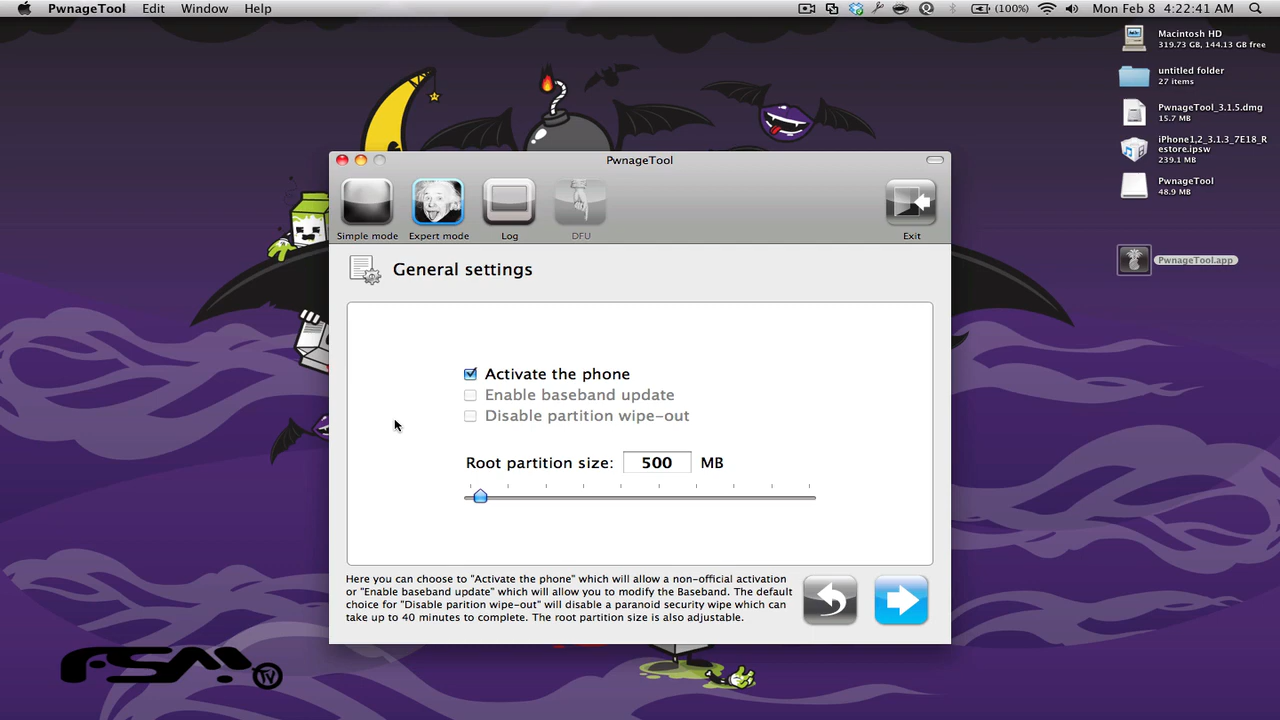 PwnageTool Edit Window Help (100%) Mon Feb 8 4:22:41 AM
Macintosh HD
319.73 GB, 144.13 GB free
untitled folder
27 items
PwnageTool_3.1.5.dmg
15.7 MB
iPhone1,2_3.1.3_7E18_R
estore.ipsw
239.1 MB
PwnageTool
48.9 MB
PwnageTool.app
PwnageTool
Simple mode Expert mode Log DFU Exit
General settings
Activate the phone
Enable baseband update
Disable partition wipe-out
Root partition size: 500 MB
Here you can choose to "Activate the phone" which will allow a non-official activation
or "Enable baseband update" which will allow you to modify the Baseband. The default
choice for "Disable parition wipe-out" will disable a paranoid security wipe which can
take up to 40 minutes to complete. The root partition size is also adjustable.
FSM TV